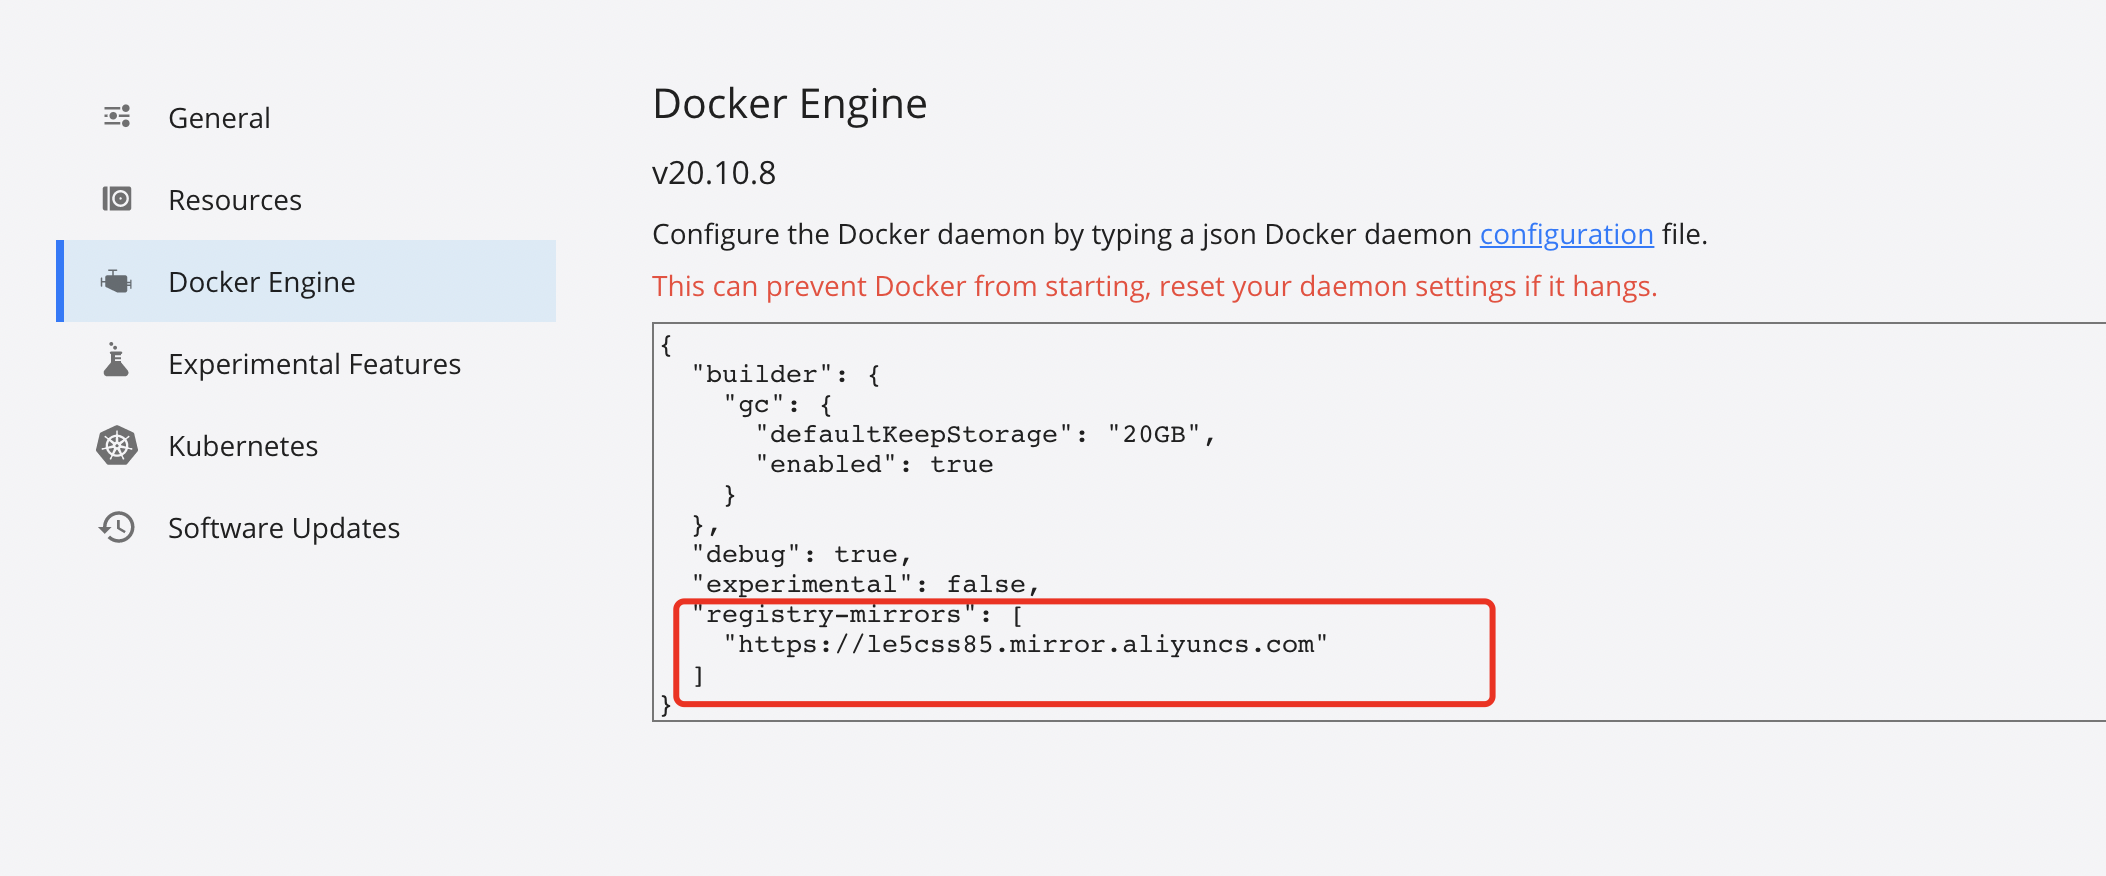 General
Resources
Docker Engine
Experimental Features
Kubernetes
Software Updates
Docker Engine
v20.10.8
Configure the Docker daemon by typing a json Docker daemon configuration file.
This can prevent Docker from starting, reset your daemon settings if it hangs.
{
  "builder": {
    "gc": {
      "defaultKeepStorage": "20GB",
      "enabled": true
    }
  },
  "debug": true,
  "experimental": false,
  "registry-mirrors": [
    "https://le5css85.mirror.aliyuncs.com"
  ]
}